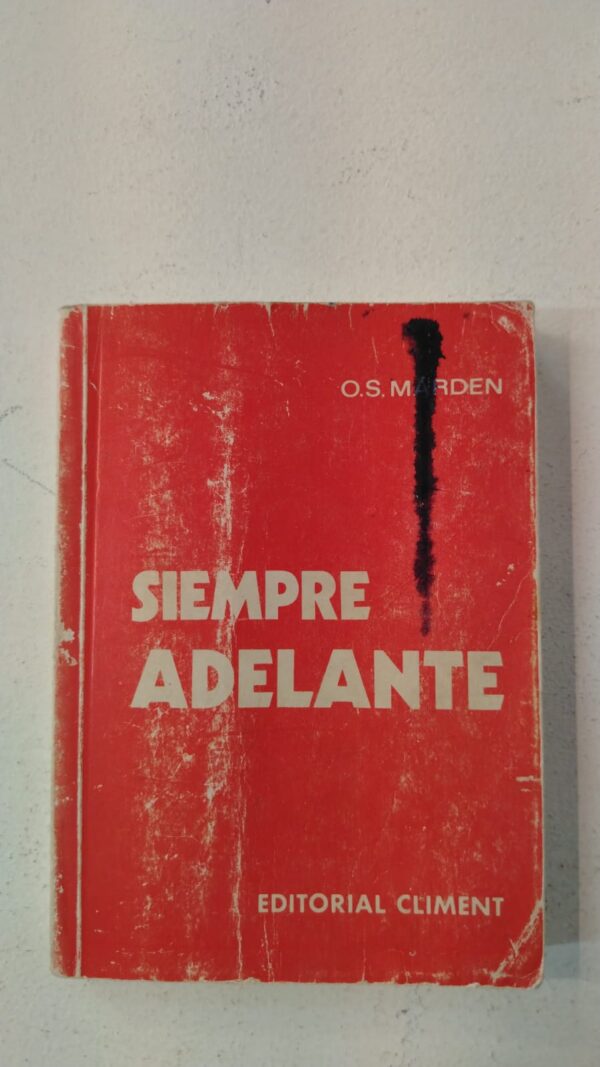 O.S. MARDEN
SIEMPRE
ADELANTE
EDITORIAL CLIMENT